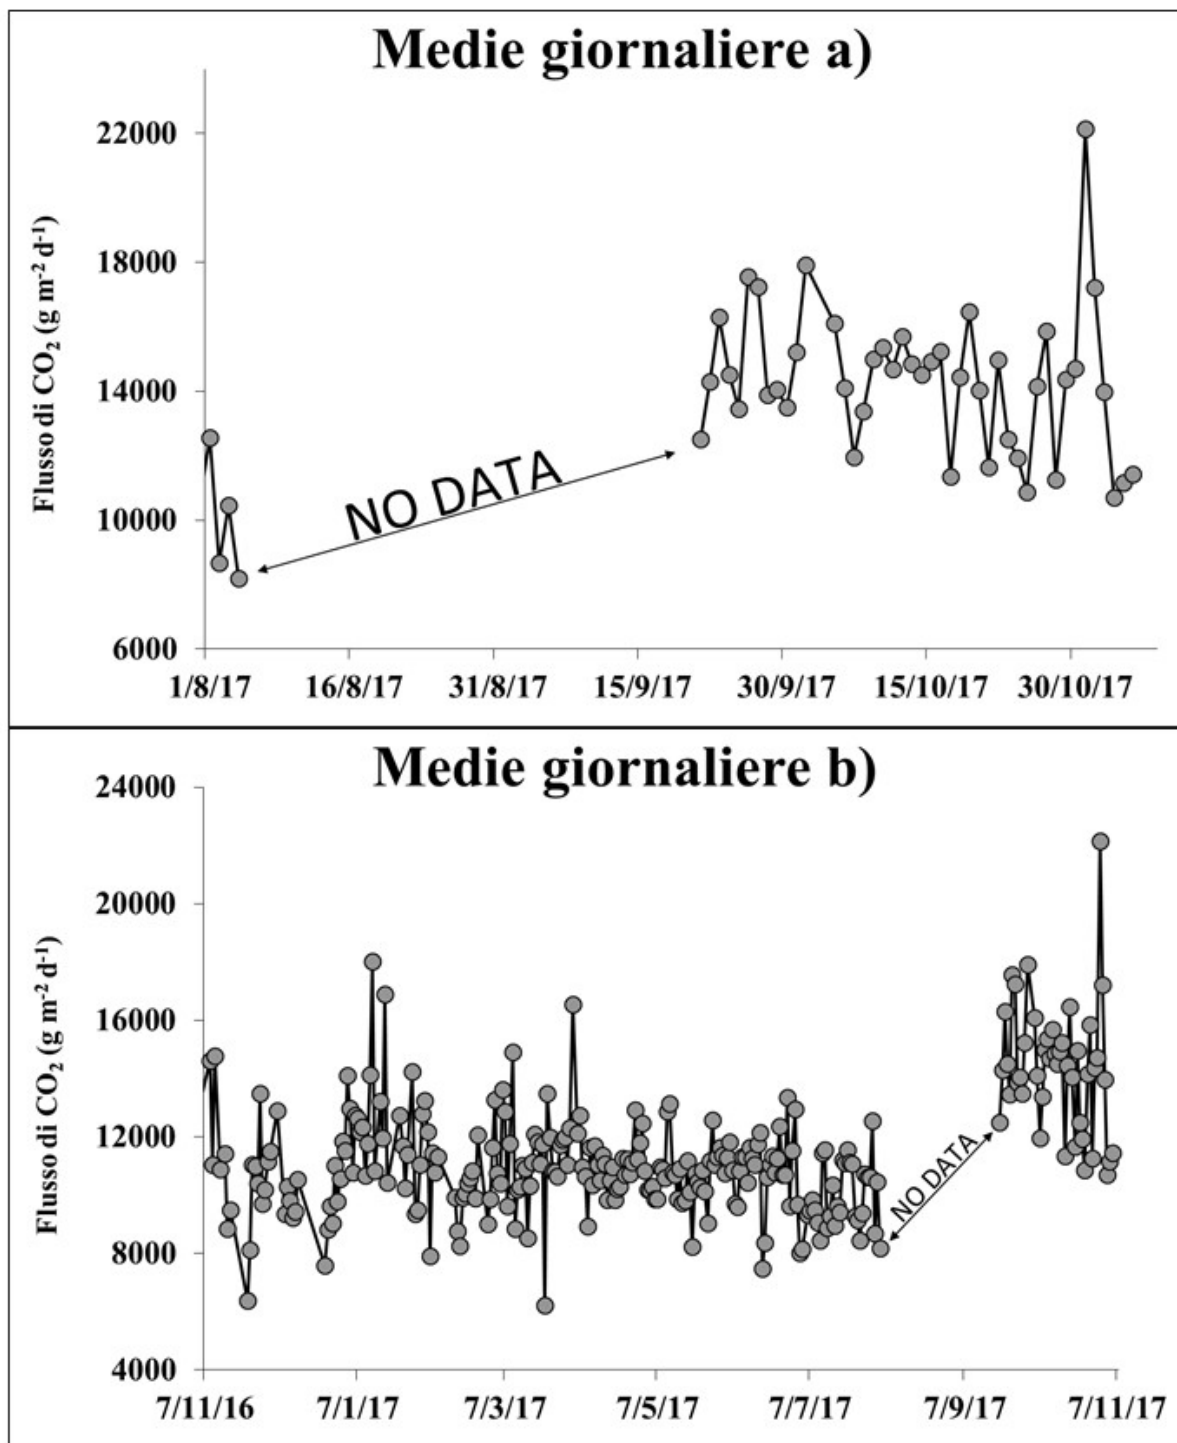 Medie giornaliere a)
Flusso di CO₂ (g m⁻² d⁻¹)
22000
18000
14000
10000
6000
NO DATA
1/8/17 16/8/17 31/8/17 15/9/17 30/9/17 15/10/17 30/10/17
Medie giornaliere b)
Flusso di CO₂ (g m⁻² d⁻¹)
24000
20000
16000
12000
8000
4000
NO DATA
7/11/16 7/1/17 7/3/17 7/5/17 7/7/17 7/9/17 7/11/17